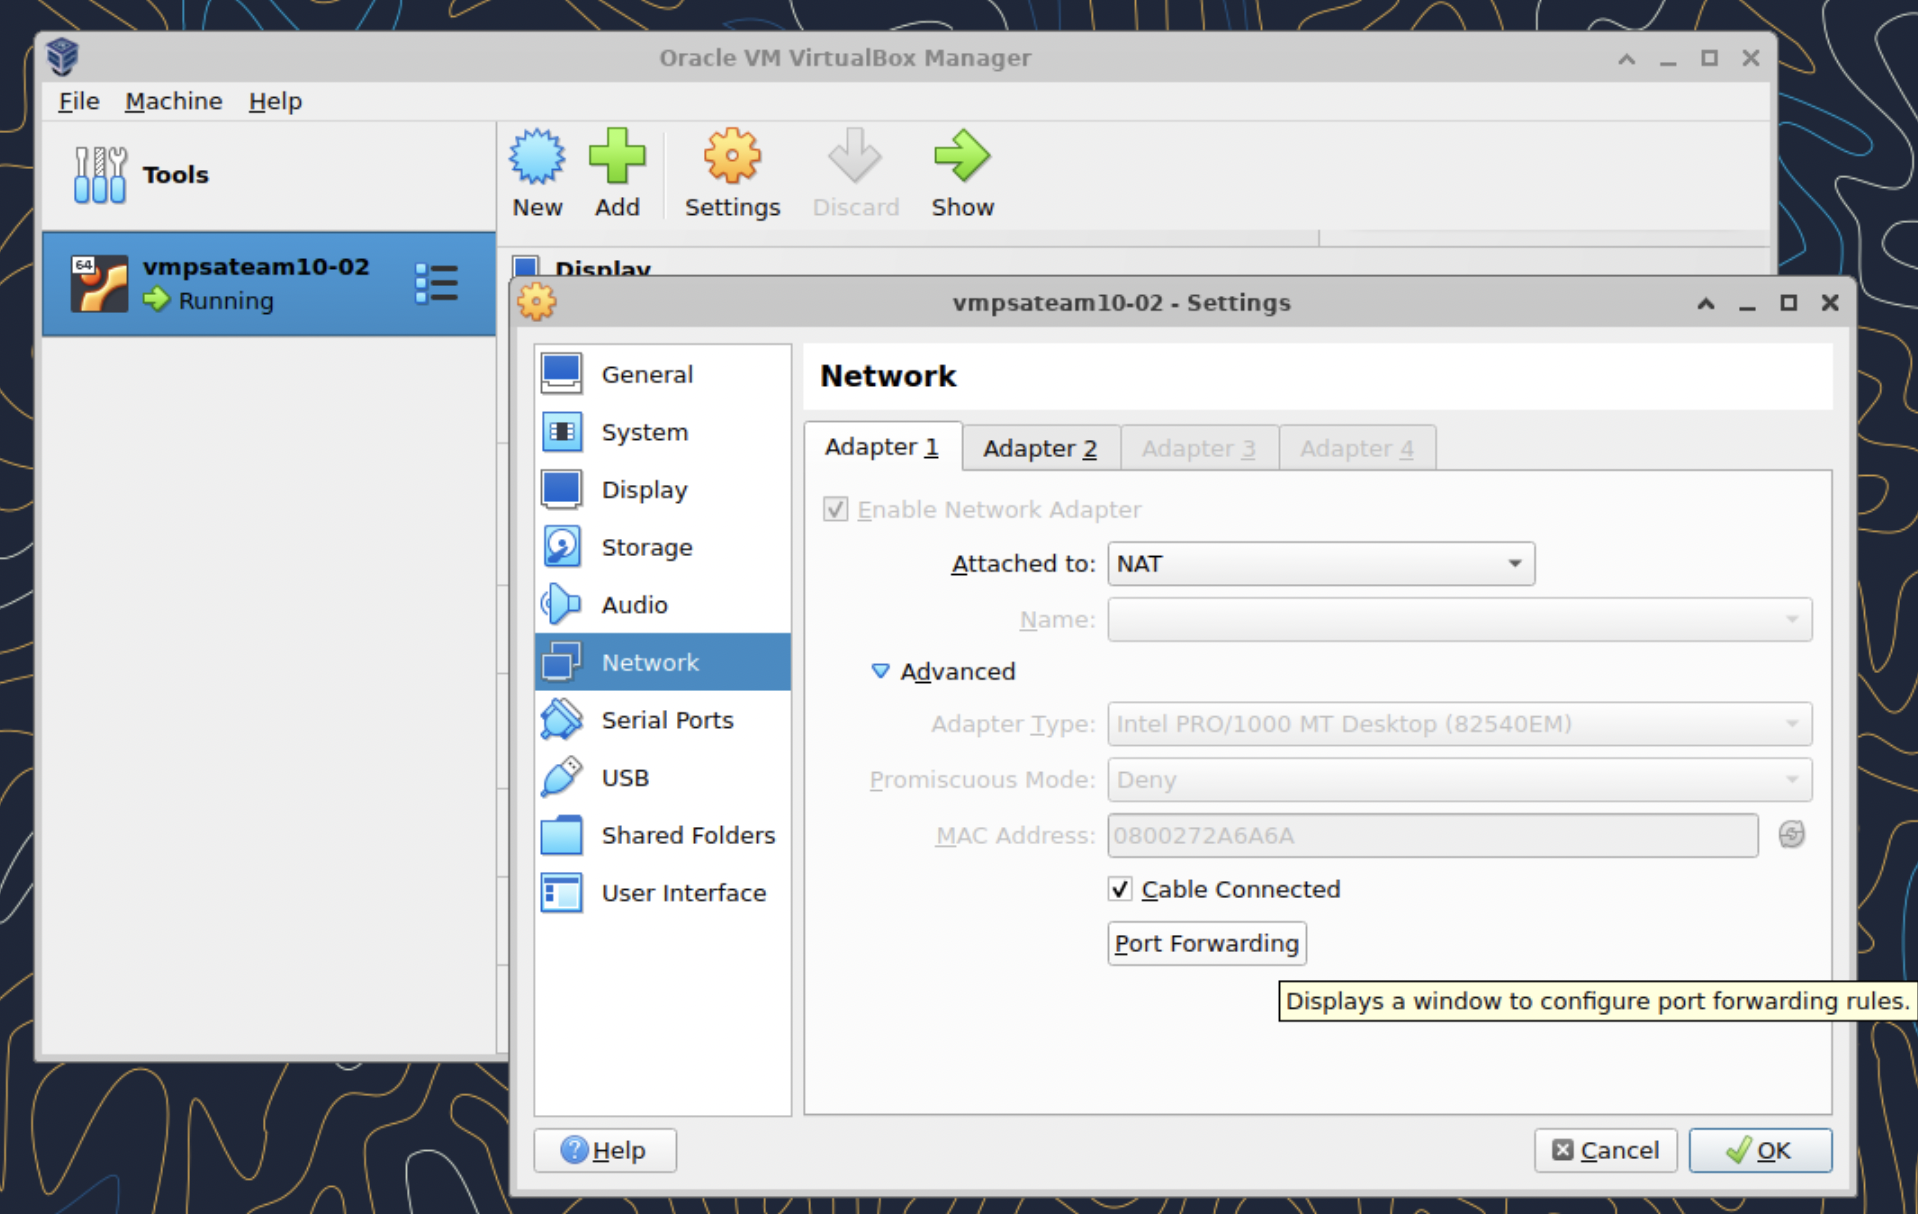 Oracle VM VirtualBox Manager
File Machine Help
Tools
New Add Settings Discard Show
64
vmpsateam10-02
Running
Display
vmpsateam10-02 - Settings
General
System
Display
Storage
Audio
Network
Serial Ports
USB
Shared Folders
User Interface
Network
Adapter 1 Adapter 2 Adapter 3 Adapter 4
Enable Network Adapter
Attached to: NAT
Name:
Advanced
Adapter Type: Intel PRO/1000 MT Desktop (82540EM)
Promiscuous Mode: Deny
MAC Address: 0800272A6A6A
Cable Connected
Port Forwarding
Displays a window to configure port forwarding rules.
Help Cancel OK